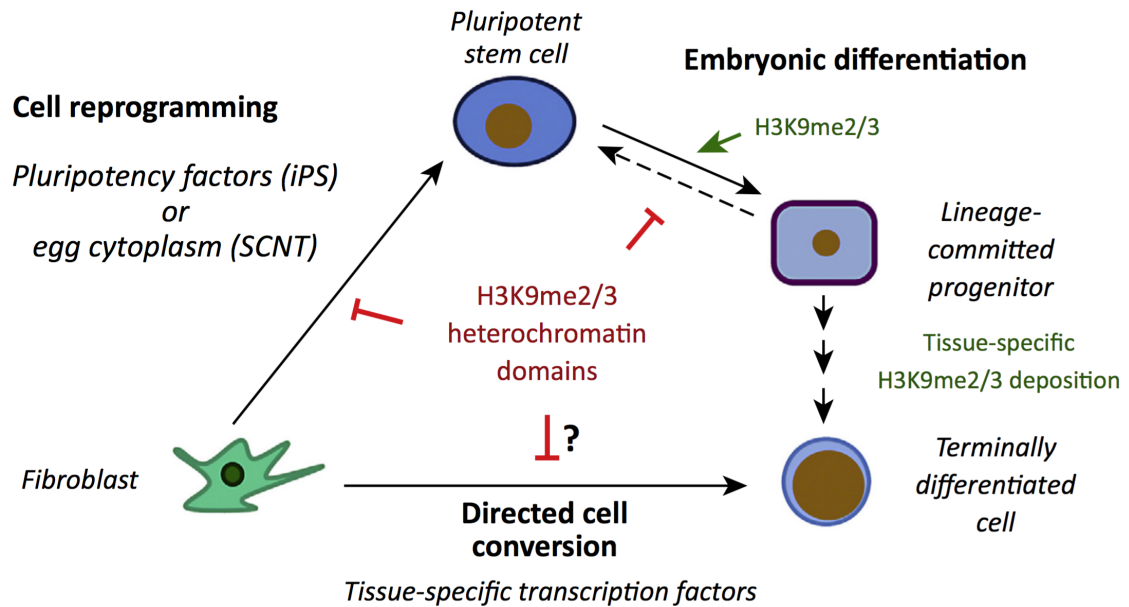 Pluripotent
stem cell
Embryonic differentiation
Cell reprogramming
H3K9me2/3
Pluripotency factors (iPS)
or
egg cytoplasm (SCNT)
Lineage-
committed
progenitor
H3K9me2/3
heterochromatin
domains
Tissue-specific
H3K9me2/3 deposition
?
Fibroblast
Terminally
differentiated
cell
Directed cell
conversion
Tissue-specific transcription factors